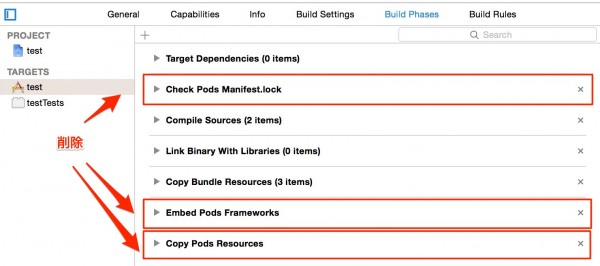 General Capabilities Info Build Settings Build Phases Build Rules
PROJECT
test
TARGETS
test
testTests
+
Search
Target Dependencies (0 items)
Check Pods Manifest.lock
Compile Sources (2 items)
Link Binary With Libraries (0 items)
Copy Bundle Resources (3 items)
Embed Pods Frameworks
Copy Pods Resources
削除